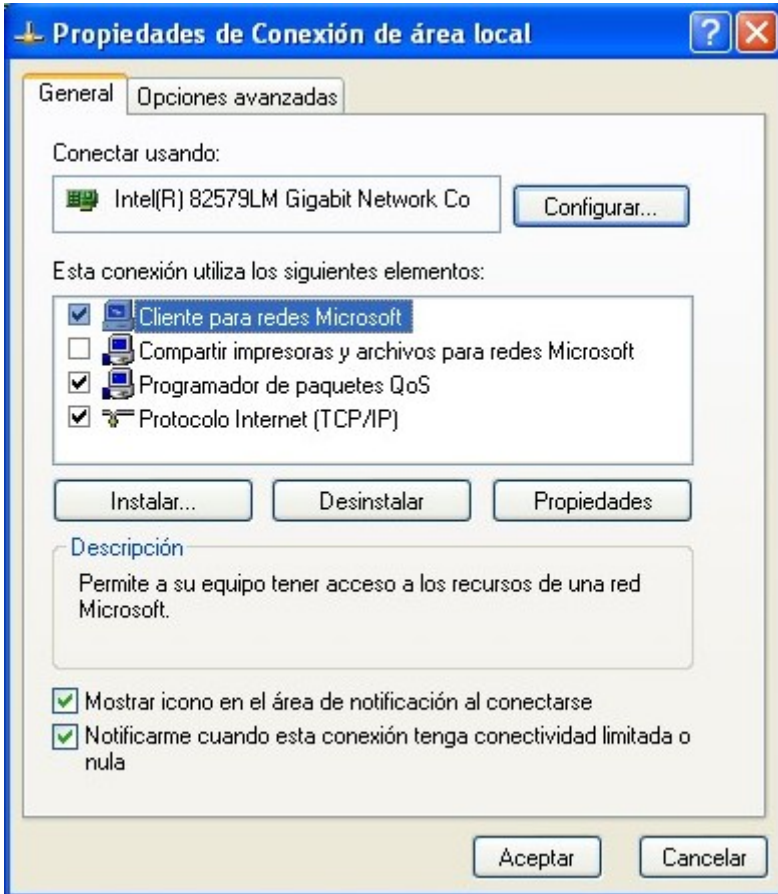 Propiedades de Conexión de área local
General
Opciones avanzadas
Conectar usando:
Intel(R) 82579LM Gigabit Network Co
Configurar...
Esta conexión utiliza los siguientes elementos:
Cliente para redes Microsoft
Compartir impresoras y archivos para redes Microsoft
Programador de paquetes QoS
Protocolo Internet (TCP/IP)
Instalar...
Desinstalar
Propiedades
Descripción
Permite a su equipo tener acceso a los recursos de una red
Microsoft.
Mostrar icono en el área de notificación al conectarse
Notificarme cuando esta conexión tenga conectividad limitada o
nula
Aceptar
Cancelar